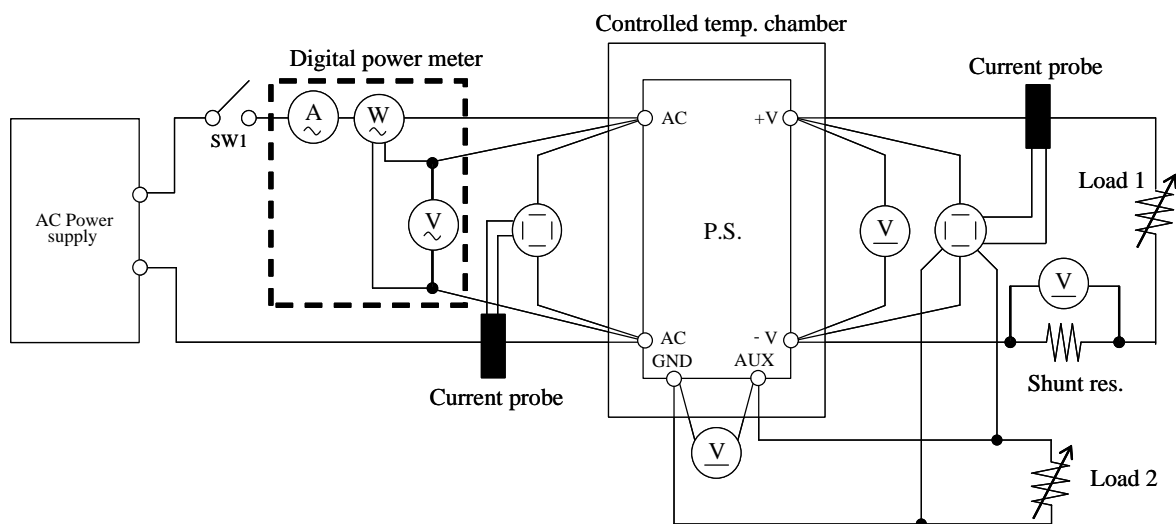 Controlled temp. chamber
Digital power meter
Current probe
A
W
SW1
AC
+V
Load 1
AC Power
supply
V
P.S.
V
V
AC
- V
GND
AUX
Shunt res.
Current probe
V
Load 2